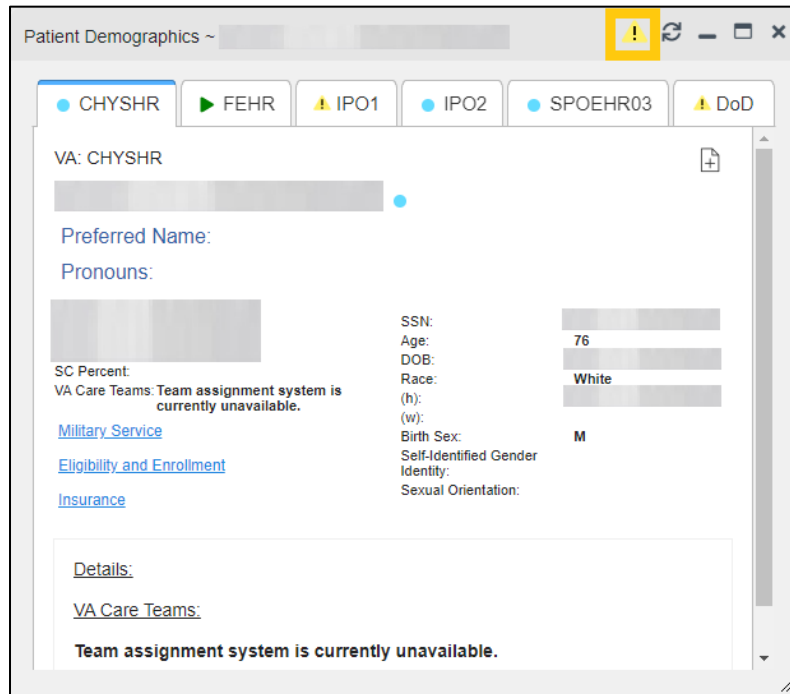 Patient Demographics ~
CHYSHR
FEHR
IPO1
IPO2
SPOEHR03
DoD
VA: CHYSHR
Preferred Name:
Pronouns:
SC Percent:
VA Care Teams: Team assignment system is
currently unavailable.
Military Service
Eligibility and Enrollment
Insurance
SSN:
Age: 76
DOB:
Race: White
(h):
(w):
Birth Sex: M
Self-Identified Gender
Identity:
Sexual Orientation:
Details:
VA Care Teams:
Team assignment system is currently unavailable.